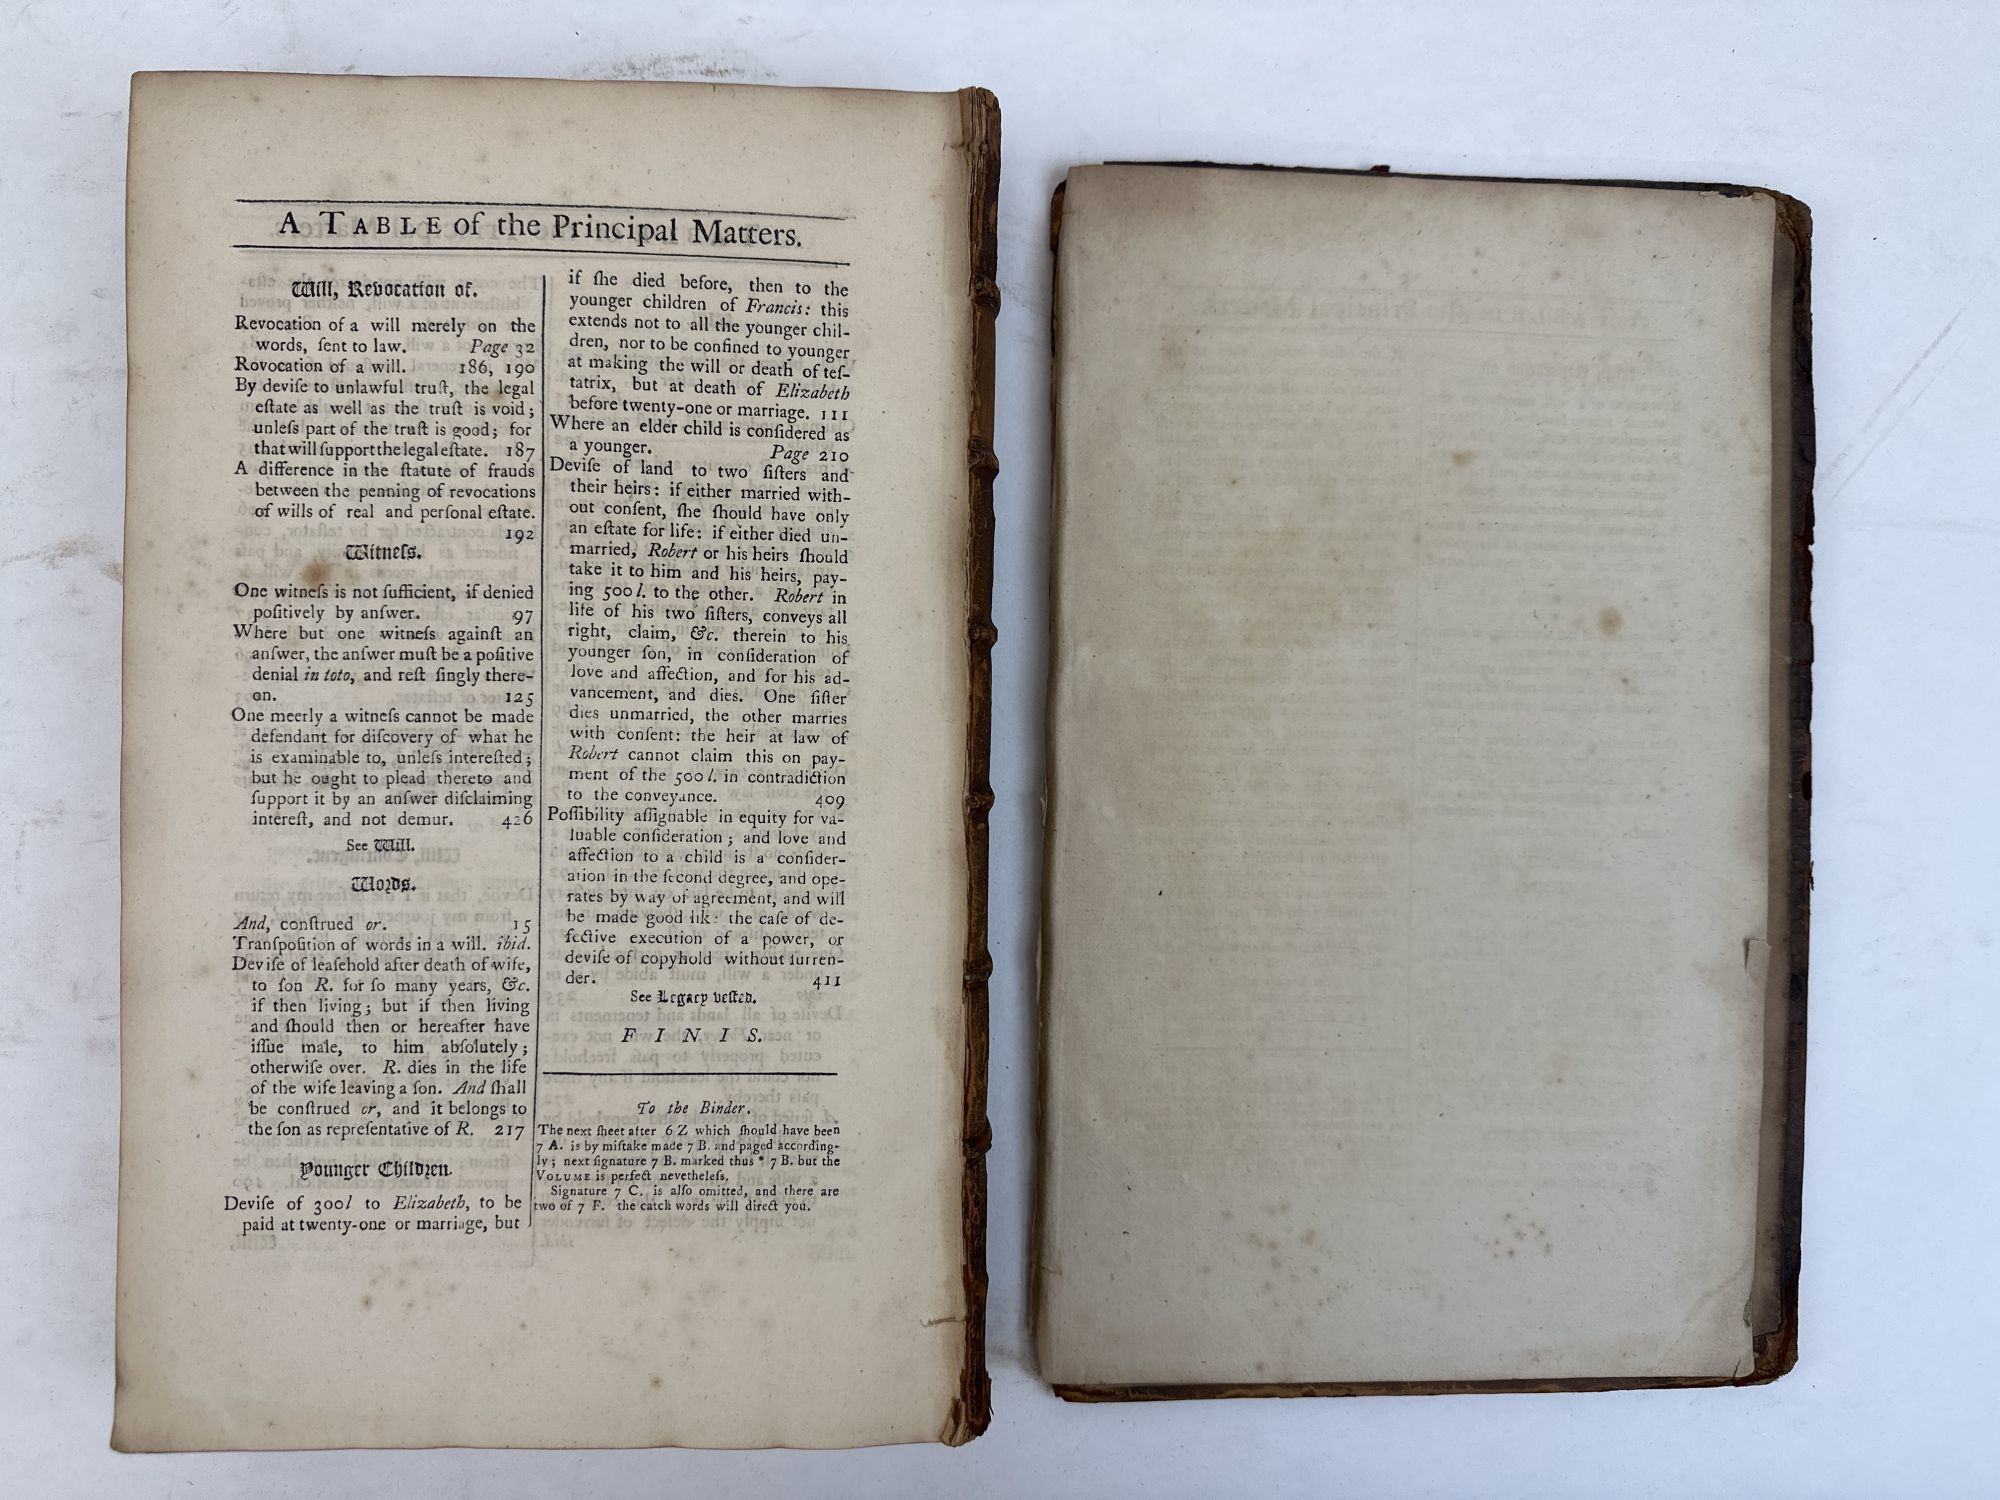 A TABLE of the Principal Matters.
Will, Revocation of.
Revocation of a will merely on the
words, ſent to law. Page 32
Rovocation of a will. 186, 190
By deviſe to unlawful truſt, the legal
eſtate as well as the truſt is void;
unleſs part of the truſt is good; for
that will ſupport the legal eſtate. 187
A difference in the ſtatute of frauds
between the penning of revocations
of wills of real and perſonal eſtate.
192
Witneſs.
One witneſs is not ſufficient, if denied
poſitively by anſwer. 97
Where but one witneſs againſt an
anſwer, the anſwer muſt be a poſitive
denial in toto, and reſt ſingly there-
on. 125
One meerly a witneſs cannot be made
defendant for diſcovery of what he
is examinable to, unleſs intereſted;
but he ought to plead thereto and
ſupport it by an anſwer diſclaiming
intereſt, and not demur. 426
See Will.
Words.
And, conſtrued or. 15
Tranſpoſition of words in a will. ibid.
Deviſe of leaſehold after death of wife,
to ſon R. for ſo many years, &c.
if then living; but if then living
and ſhould then or hereafter have
iſſue male, to him abſolutely;
otherwiſe over. R. dies in the life
of the wife leaving a ſon. And ſhall
be conſtrued or, and it belongs to
the ſon as repreſentative of R. 217
Younger Children.
Deviſe of 300l to Elizabeth, to be
paid at twenty-one or marriage, but
if ſhe died before, then to the
younger children of Francis: this
extends not to all the younger chil-
dren, nor to be confined to younger
at making the will or death of teſ-
tatrix, but at death of Elizabeth
before twenty-one or marriage. 111
Where an elder child is conſidered as
a younger. Page 210
Deviſe of land to two ſiſters and
their heirs: if either married with-
out conſent, ſhe ſhould have only
an eſtate for life: if either died un-
married, Robert or his heirs ſhould
take it to him and his heirs, pay-
ing 500l. to the other. Robert in
life of his two ſiſters, conveys all
right, claim, &c. therein to his
younger ſon, in conſideration of
love and affection, and for his ad-
vancement, and dies. One ſiſter
dies unmarried, the other marries
with conſent: the heir at law of
Robert cannot claim this on pay-
ment of the 500l. in contradiction
to the conveyance. 409
Poſſibility aſſignable in equity for va-
luable conſideration; and love and
affection to a child is a conſider-
ation in the ſecond degree, and ope-
rates by way of agreement, and will
be made good lik: the caſe of de-
fective execution of a power, or
deviſe of copyhold without ſurren-
der. 411
See Legacy veſted.
FINIS.
To the Binder.
The next ſheet after 6 Z which ſhould have been
7 A. is by miſtake made 7 B. and paged according-
ly; next ſignature 7 B. marked thus * 7 B. but the
VOLUME is perfect nevertheleſs.
Signature 7 C. is alſo omitted, and there are
two of 7 F. the catch words will direct you.